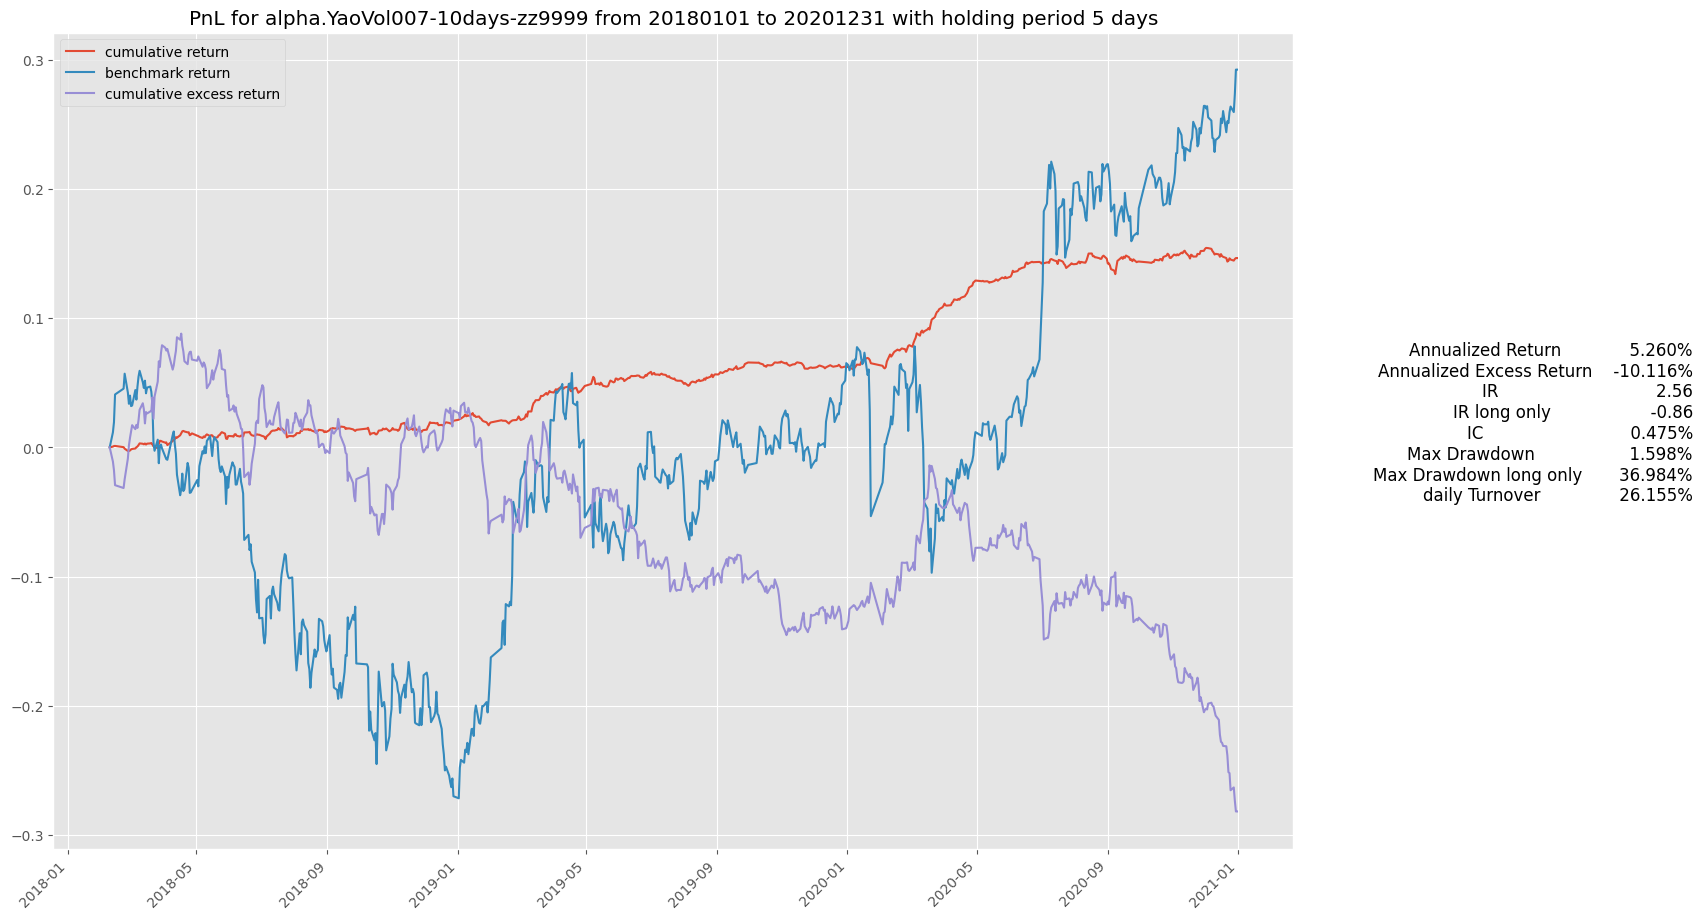 PnL for alpha.YaoVol007-10days-zz9999 from 20180101 to 20201231 with holding period 5 days
cumulative return
benchmark return
cumulative excess return
0.3
0.2
0.1
0.0
−0.1
−0.2
−0.3
2018-01
2018-05
2018-09
2019-01
2019-05
2019-09
2020-01
2020-05
2020-09
2021-01
Annualized Return 5.260%
Annualized Excess Return -10.116%
IR 2.56
IR long only -0.86
IC 0.475%
Max Drawdown 1.598%
Max Drawdown long only 36.984%
daily Turnover 26.155%